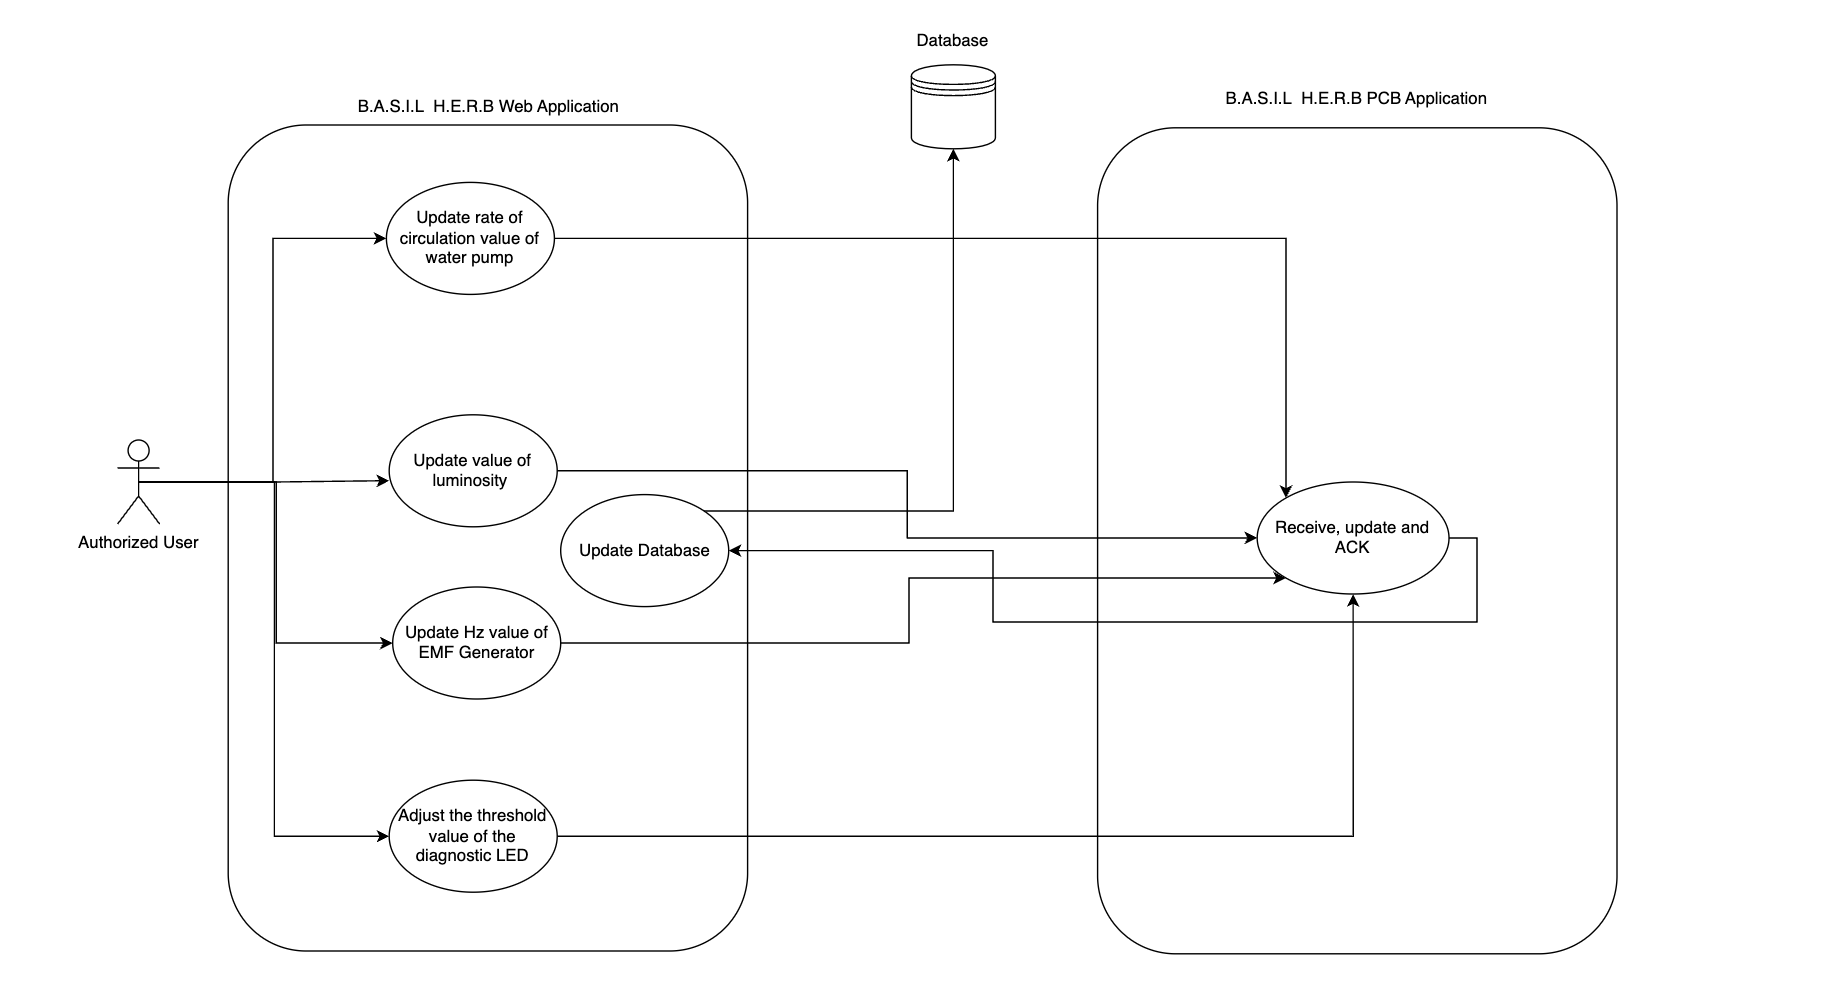 Database
B.A.S.I.L  H.E.R.B Web Application
B.A.S.I.L  H.E.R.B PCB Application
Update rate of
circulation value of
water pump
Update value of
luminosity
Authorized User
Update Database
Receive, update and
ACK
Update Hz value of
EMF Generator
Adjust the threshold
value of the
diagnostic LED